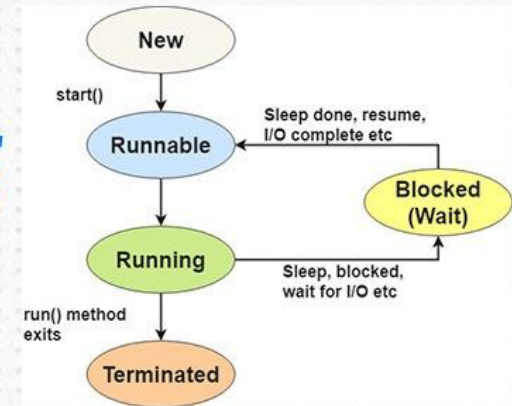 New
start()
Runnable
Sleep done, resume,
I/O complete etc
Blocked
(Wait)
Running
Sleep, blocked,
wait for I/O etc
run() method
exits
Terminated